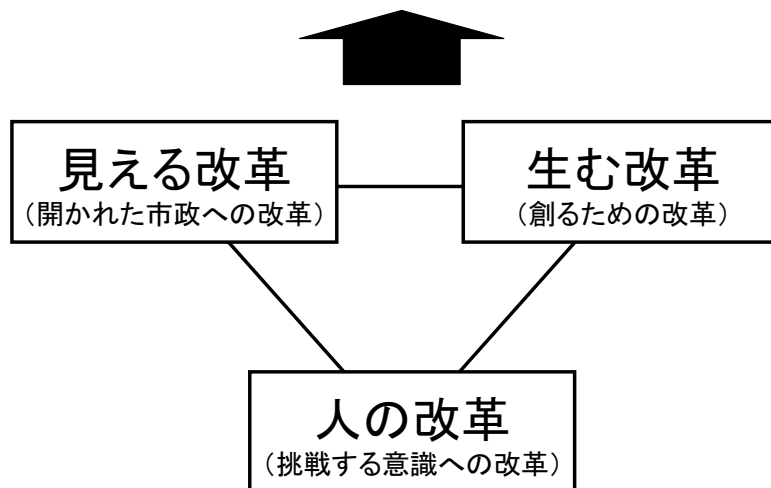 見える改革
（開かれた市政への改革）
生む改革
（創るための改革）
人の改革
（挑戦する意識への改革）